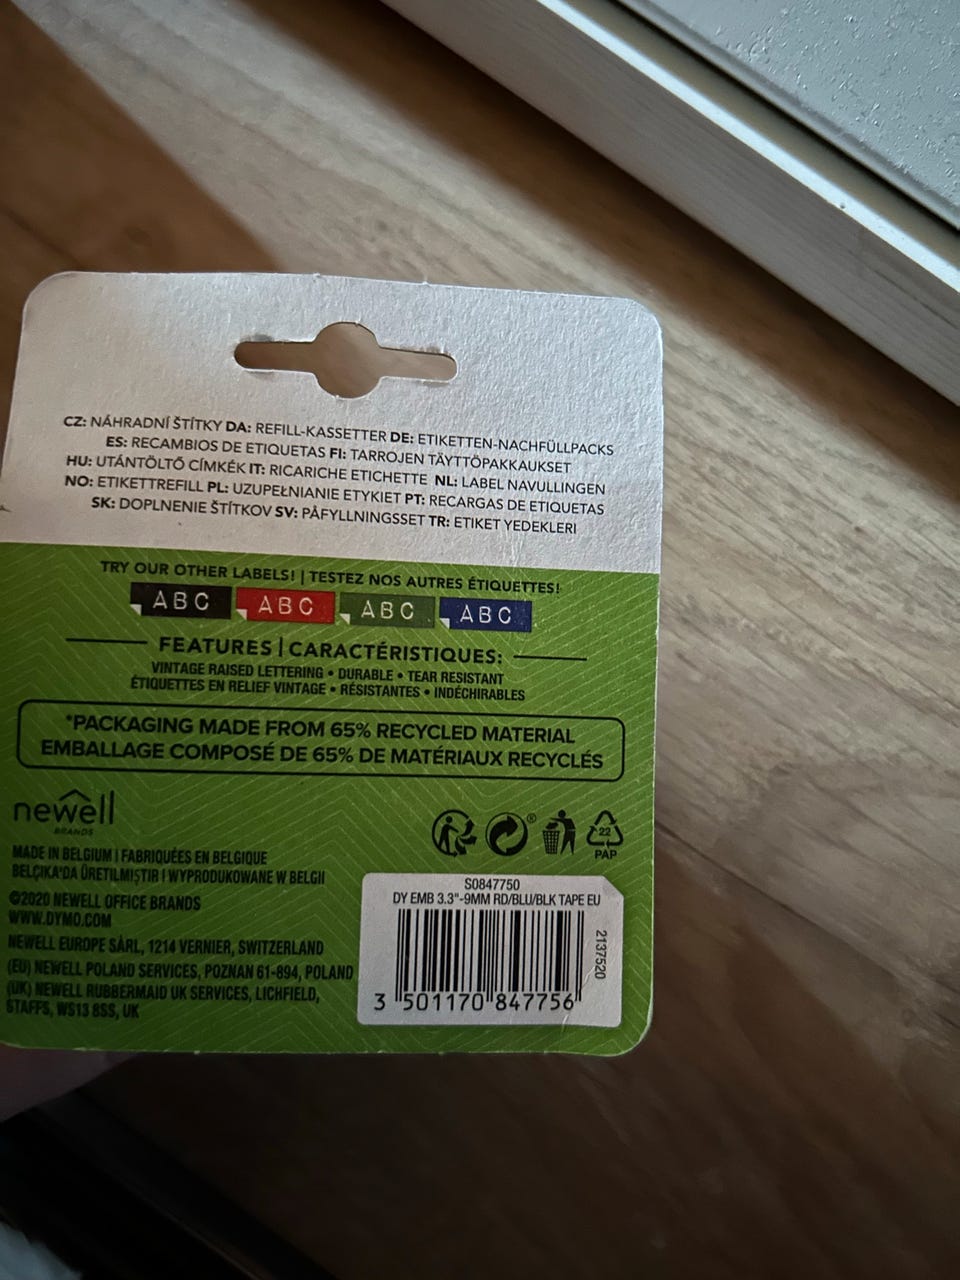 CZ: NÁHRADNÍ ŠTÍTKY DA: REFILL-KASSETTER DE: ETIKETTEN-NACHFÜLLPACKS
ES: RECAMBIOS DE ETIQUETAS FI: TARROJEN TÄYTTÖPAKKAUKSET
HU: UTÁNTÖLTŐ CÍMKÉK IT: RICARICHE ETICHETTE NL: LABEL NAVULLINGEN
NO: ETIKETTREFILL PL: UZUPEŁNIANIE ETYKIET PT: RECARGAS DE ETIQUETAS
SK: DOPLNENIE ŠTÍTKOV SV: PÅFYLLNINGSSET TR: ETIKET YEDEKLERI
TRY OUR OTHER LABELS! | TESTEZ NOS AUTRES ÉTIQUETTES!
ABC ABC ABC ABC
FEATURES | CARACTÉRISTIQUES:
VINTAGE RAISED LETTERING • DURABLE • TEAR RESISTANT
ÉTIQUETTES EN RELIEF VINTAGE • RÉSISTANTES • INDÉCHIRABLES
*PACKAGING MADE FROM 65% RECYCLED MATERIAL
EMBALLAGE COMPOSÉ DE 65% DE MATÉRIAUX RECYCLÉS
newell
BRANDS
®
22
PAP
MADE IN BELGIUM | FABRIQUÉES EN BELGIQUE
BELÇIKA'DA ÜRETILMIŞTIR | WYPRODUKOWANE W BELGII
©2020 NEWELL OFFICE BRANDS
WWW.DYMO.COM
NEWELL EUROPE SÀRL, 1214 VERNIER, SWITZERLAND
(EU) NEWELL POLAND SERVICES, POZNAN 61-894, POLAND
(UK) NEWELL RUBBERMAID UK SERVICES, LICHFIELD,
STAFFS, WS13 8SS, UK
S0847750
DY EMB 3.3"-9MM RD/BLU/BLK TAPE EU
2137520
3 501170 847756